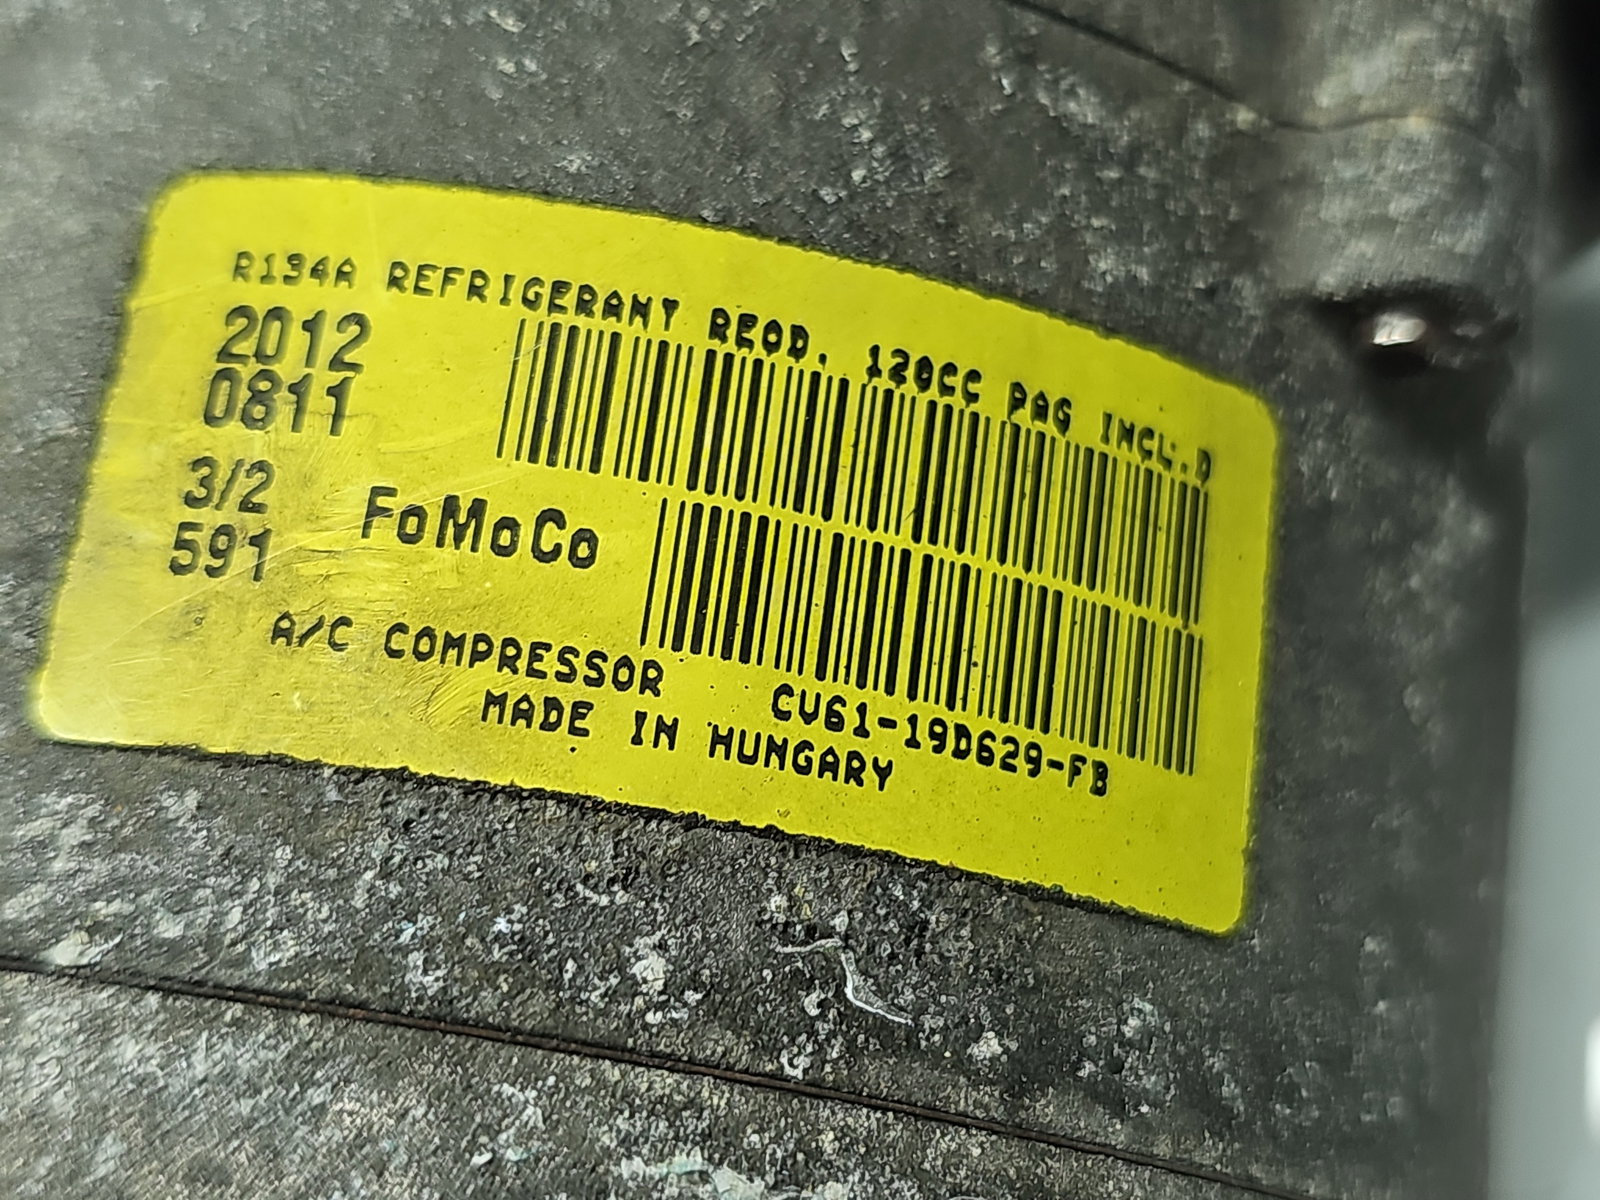 R134A REFRIGERANT REQD. 120CC PAG INCL.D
2012
0811
3/2
591
FoMoCo
A/C COMPRESSOR CV61-19D629-FB
MADE IN HUNGARY